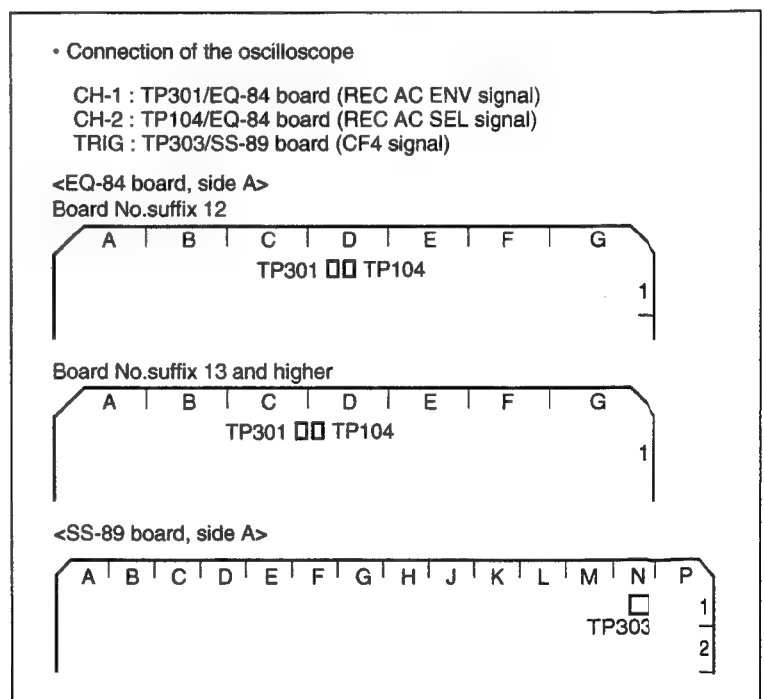 • Connection of the oscilloscope
CH-1 : TP301/EQ-84 board (REC AC ENV signal)
CH-2 : TP104/EQ-84 board (REC AC SEL signal)
TRIG : TP303/SS-89 board (CF4 signal)
<EQ-84 board, side A>
Board No.suffix 12
A B C D E F G
TP301 TP104
1
Board No.suffix 13 and higher
A B C D E F G
TP301 TP104
1
<SS-89 board, side A>
A B C D E F G H J K L M N P
1
TP303
2